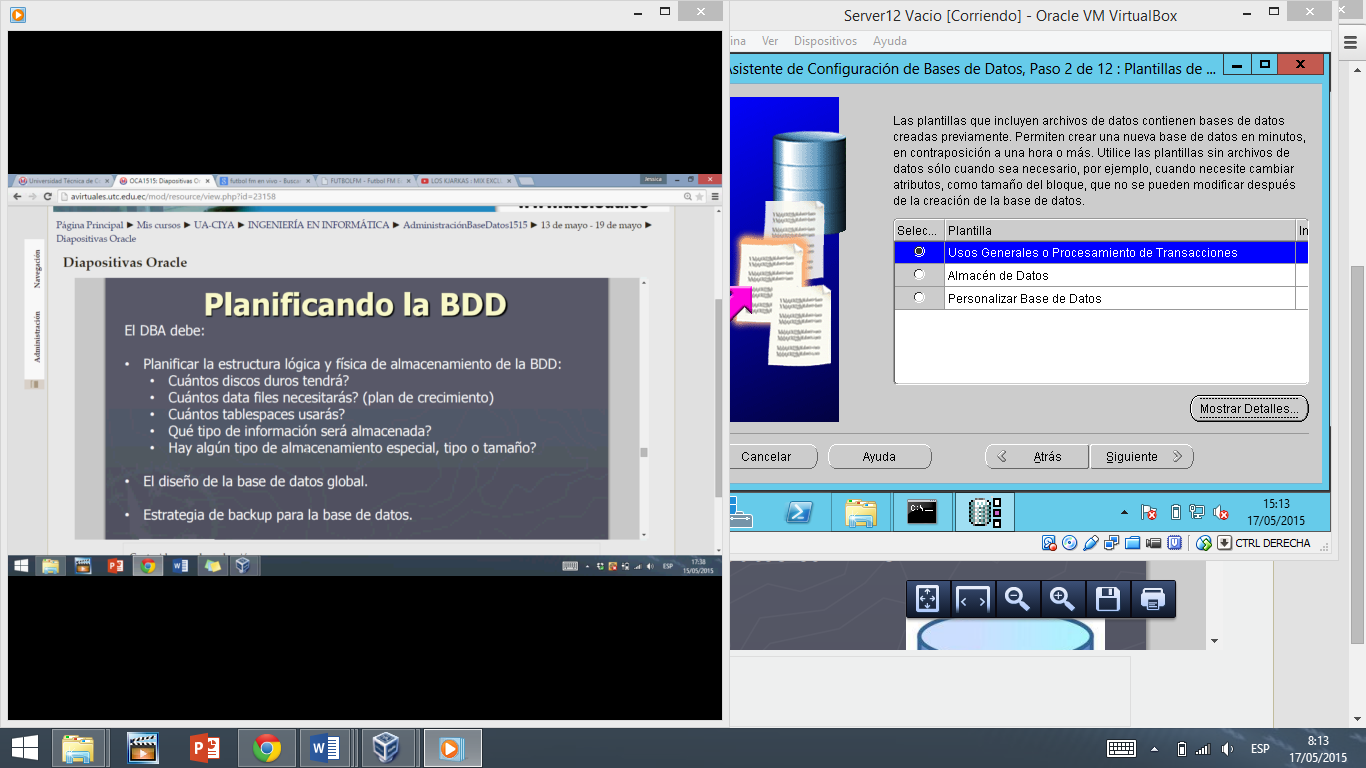 Server12 Vacio [Corriendo] - Oracle VM VirtualBox
ina Ver Dispositivos Ayuda
Asistente de Configuración de Bases de Datos, Paso 2 de 12 : Plantillas de ...
Las plantillas que incluyen archivos de datos contienen bases de datos
creadas previamente. Permiten crear una nueva base de datos en minutos,
en contraposición a una hora o más. Utilice las plantillas sin archivos de
datos sólo cuando sea necesario, por ejemplo, cuando necesite cambiar
atributos como tamaño del bloque, que no se pueden modificar después
de la creación de la base de datos.
Selec... Plantilla In
Usos Generales o Procesamiento de Transacciones
Almacén de Datos
Personalizar Base de Datos
Mostrar Detalles...
Cancelar Ayuda Atrás Siguiente
15:13
17/05/2015
CTRL DERECHA
Universidad Técnica de C OCA1515: Diapositivas O futbol fm en vivo - Busca FUTBOLFM - Futbol FM E LOS KJARKAS : MIX EXCL Jessica
avirtuales.utc.edu.ec/mod/resource/view.php?id=23158
Página Principal ► Mis cursos ► UA-CIYA ► INGENIERÍA EN INFORMÁTICA ► AdministraciónBaseDatos1515 ► 13 de mayo - 19 de mayo ►
Diapositivas Oracle
Navegación
Administración
Diapositivas Oracle
Planificando la BDD
El DBA debe:
• Planificar la estructura lógica y física de almacenamiento de la BDD:
• Cuántos discos duros tendrá?
• Cuántos data files necesitarás? (plan de crecimiento)
• Cuántos tablespaces usarás?
• Qué tipo de información será almacenada?
• Hay algún tipo de almacenamiento especial, tipo o tamaño?
• El diseño de la base de datos global.
• Estrategia de backup para la base de datos.
ESP 17:38
15/05/2015
ESP 8:13
17/05/2015